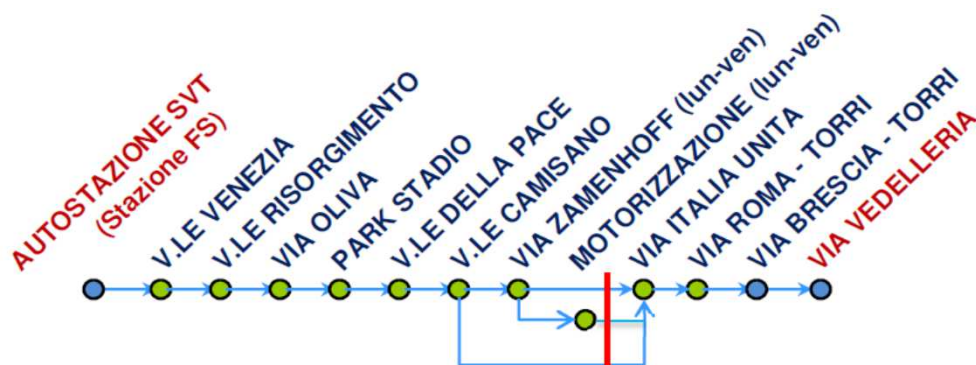 AUTOSTAZIONE SVT
(Stazione FS)
V.LE VENEZIA
V.LE RISORGIMENTO
VIA OLIVA
PARK STADIO
V.LE DELLA PACE
V.LE CAMISANO
VIA ZAMENHOFF (lun-ven)
MOTORIZZAZIONE (lun-ven)
VIA ITALIA UNITA
VIA ROMA - TORRI
VIA BRESCIA - TORRI
VIA VEDELLERIA